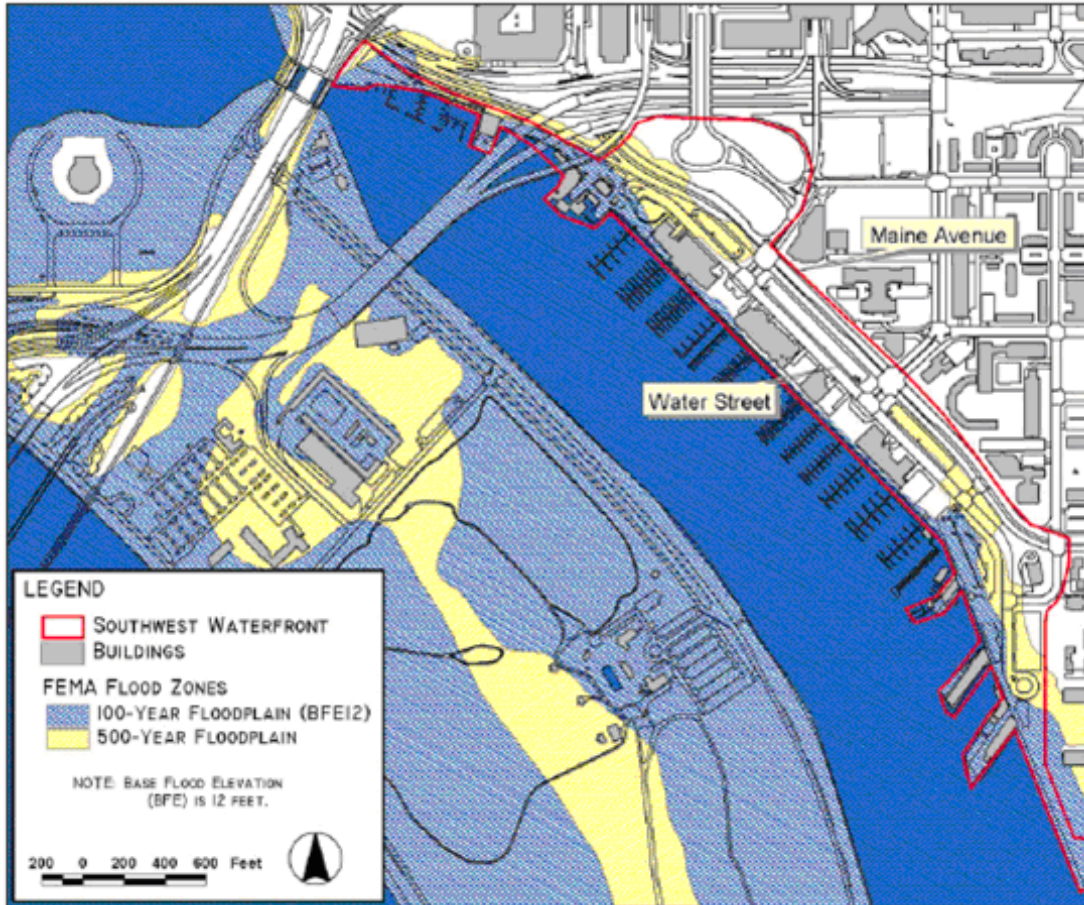 Maine Avenue
Water Street
LEGEND
SOUTHWEST WATERFRONT
BUILDINGS
FEMA FLOOD ZONES
100-YEAR FLOODPLAIN (BFE12)
500-YEAR FLOODPLAIN
NOTE: BASE FLOOD ELEVATION
(BFE) IS 12 FEET.
200 0 200 400 600 Feet